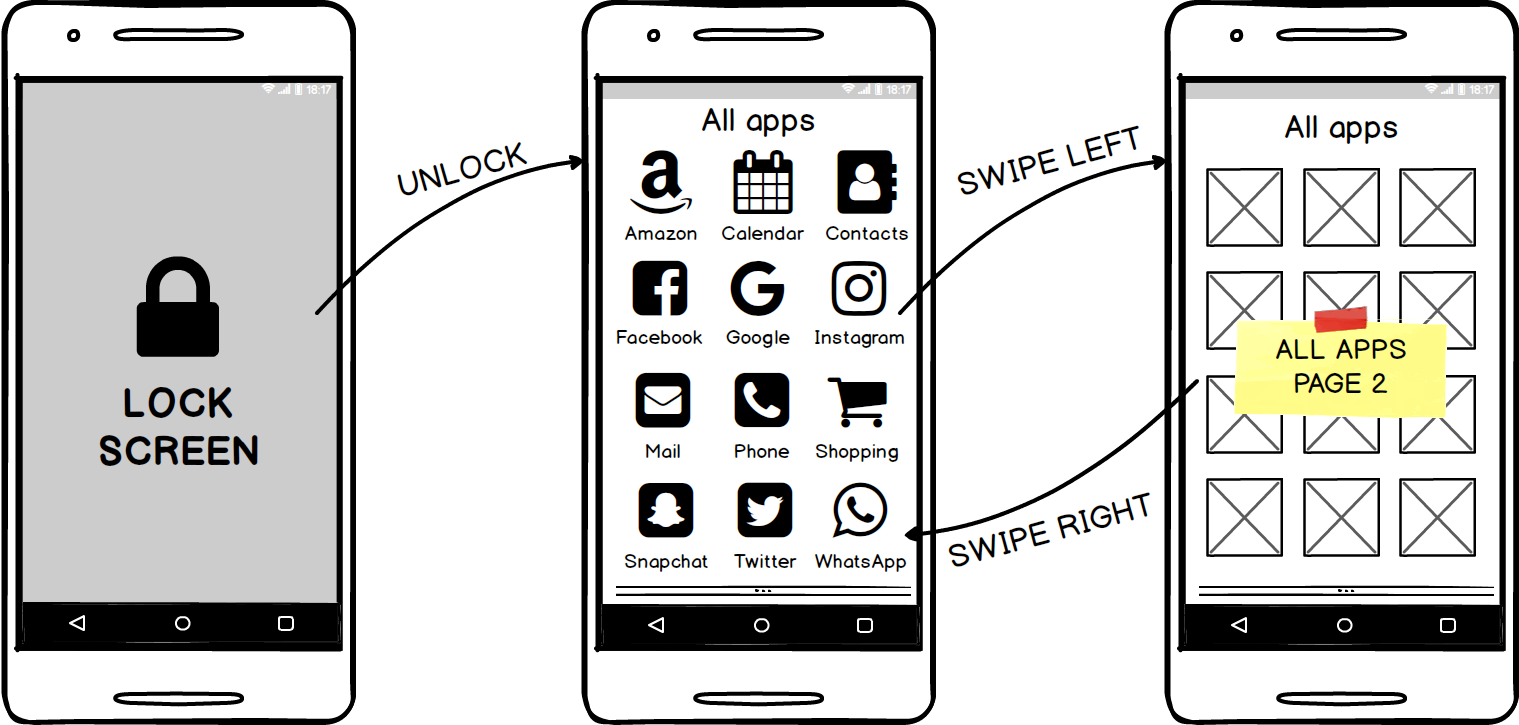 18:17
LOCK
SCREEN
UNLOCK
18:17
All apps
Amazon Calendar Contacts
Facebook Google Instagram
Mail Phone Shopping
Snapchat Twitter WhatsApp
SWIPE LEFT
SWIPE RIGHT
18:17
All apps
ALL APPS
PAGE 2